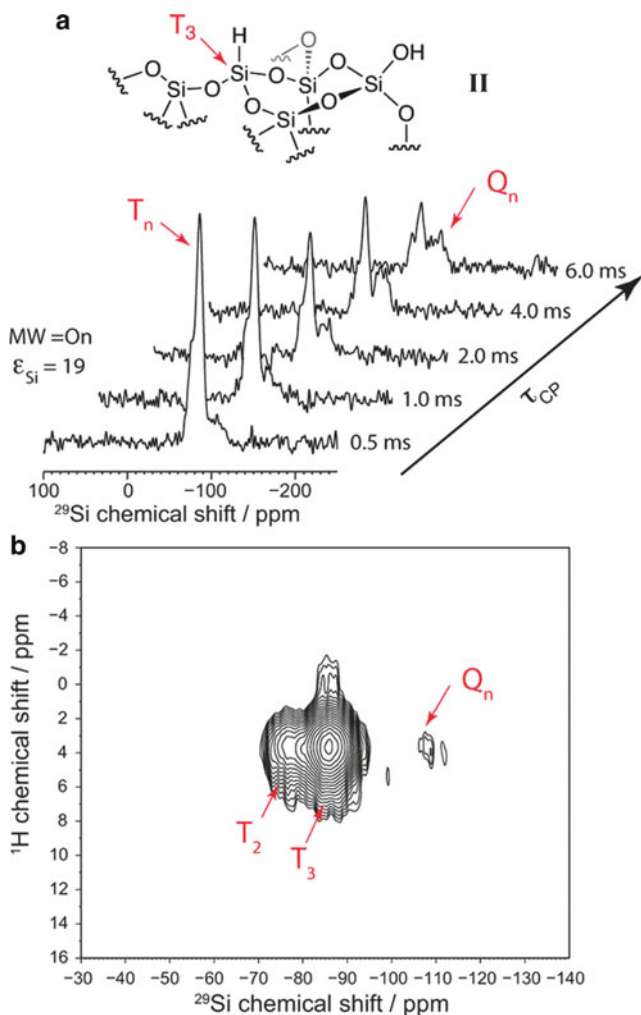 a
T3
H
O
OH
O Si O Si O Si
Si O O
Si O
II
Tn
Qn
6.0 ms
4.0 ms
MW =On
εSi = 19
2.0 ms
1.0 ms
τCP
0.5 ms
100 0 −100 −200
29Si chemical shift / ppm
b
−8
−6
−4
−2
0
2
4
6
8
10
12
14
16
1H chemical shift / ppm
Qn
T2
T3
−30 −40 −50 −60 −70 −80 −90 −100 −110 −120 −130 −140
29Si chemical shift / ppm